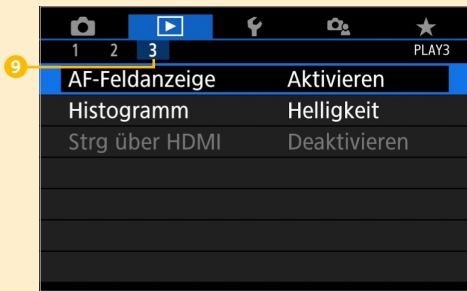 1 2 3 PLAY3
9
AF-Feldanzeige Aktivieren
Histogramm Helligkeit
Strg über HDMI Deaktivieren